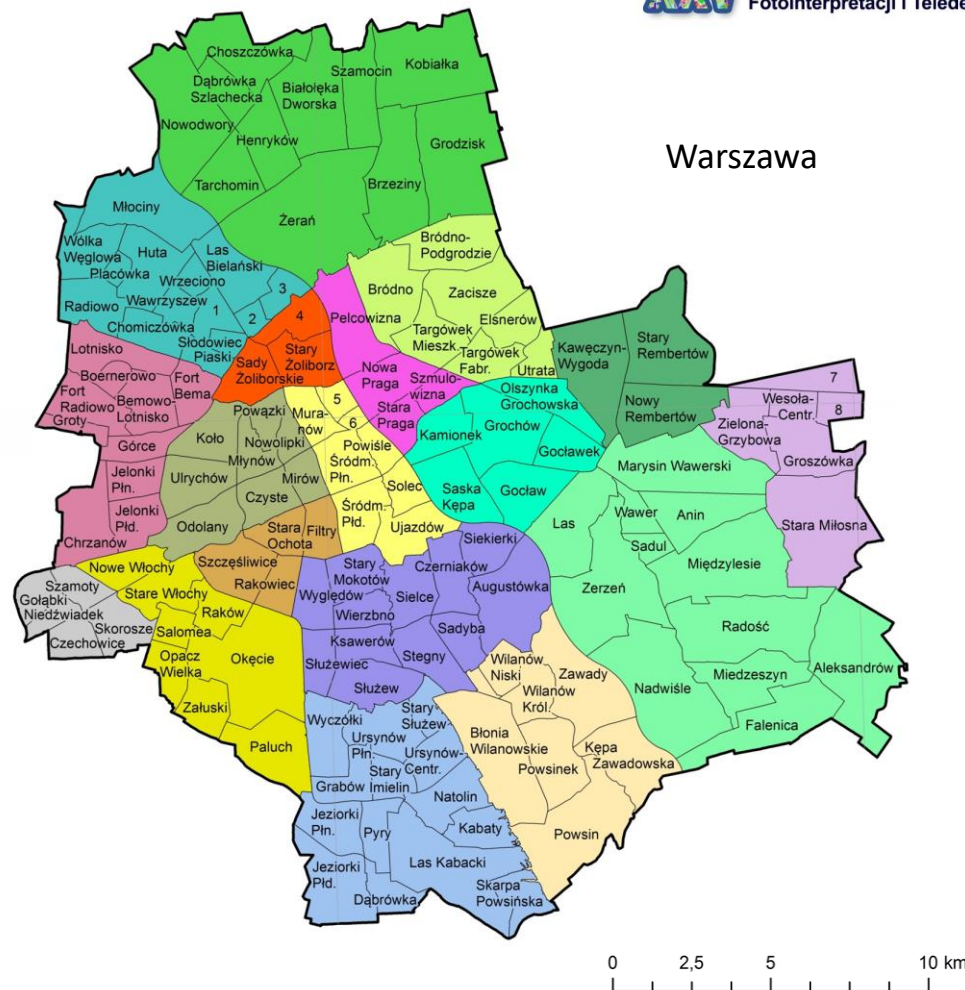 Fotointerpretacji i Telede
Warszawa
Choszczówka
Dąbrówka
Szlachecka
Białołęka
Dworska
Szamocin
Kobiałka
Nowodwory
Henryków
Grodzisk
Tarchomin
Brzeziny
Żerań
Młociny
Wólka
Węglowa
Huta
Las
Bielański
Placówka
Wrzeciono
3
Radiowo
Wawrzyszew
1
2
Chomiczówka
Słodowiec
Piaski
4
Sady
Żoliborskie
Stary
Żoliborz
Pelcowizna
Nowa
Praga
Szmulo-
wizna
Stara
Praga
Bródno-
Podgrodzie
Bródno
Zacisze
Elsnerów
Targówek
Mieszk.
Targówek
Fabr.
Utrata
Kawęczyn-
Wygoda
Stary
Rembertów
Nowy
Rembertów
7
Wesoła-
Centr.
8
Zielona-
Grzybowa
Groszówka
Stara Miłosna
Lotnisko
Boernerowo
Fort
Bema
Fort
Radiowo
Bemowo-
Lotnisko
Groty
Górce
Jelonki
Płn.
Jelonki
Płd.
Chrzanów
Powązki
Koło
Nowolipki
Młynów
Ulrychów
Mirów
Czyste
Odolany
5
Mura-
nów
6
Powiśle
Śródm.
Płn.
Solec
Śródm.
Płd.
Ujazdów
Olszynka
Grochowska
Kamionek
Grochów
Gocławek
Saska
Kępa
Gocław
Marysin Wawerski
Las
Wawer
Anin
Sadul
Międzylesie
Zerzeń
Radość
Nadwiśle
Miedzeszyn
Aleksandrów
Falenica
Stara
Ochota
Filtry
Szczęśliwice
Rakowiec
Szamoty
Gołąbki
Niedźwiadek
Skorosze
Czechowice
Nowe Włochy
Stare Włochy
Raków
Salomea
Opacz
Wielka
Okęcie
Załuski
Paluch
Siekierki
Stary
Mokotów
Czerniaków
Wyględów
Sielce
Augustówka
Wierzbno
Sadyba
Ksawerów
Służewiec
Stegny
Służew
Wilanów
Niski
Zawady
Wilanów
Król.
Błonia
Wilanowskie
Kępa
Zawadowska
Powsinek
Powsin
Stary
Służew
Wyczółki
Ursynów
Płn.
Ursynów-
Centr.
Stary
Imielin
Grabów
Natolin
Jeziorki
Płn.
Pyry
Kabaty
Jeziorki
Płd.
Las Kabacki
Dąbrówka
Skarpa
Powsińska
0 2,5 5 10 km